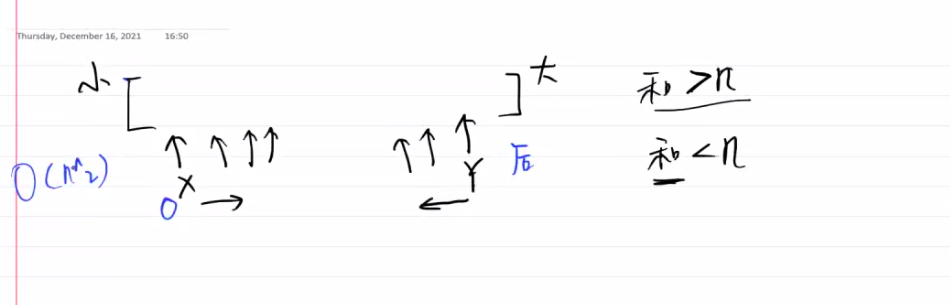 Thursday, December 16, 2021 16:50
小 [ ] 大 和 >n
O(n^2) X Y 后 和 <n
0